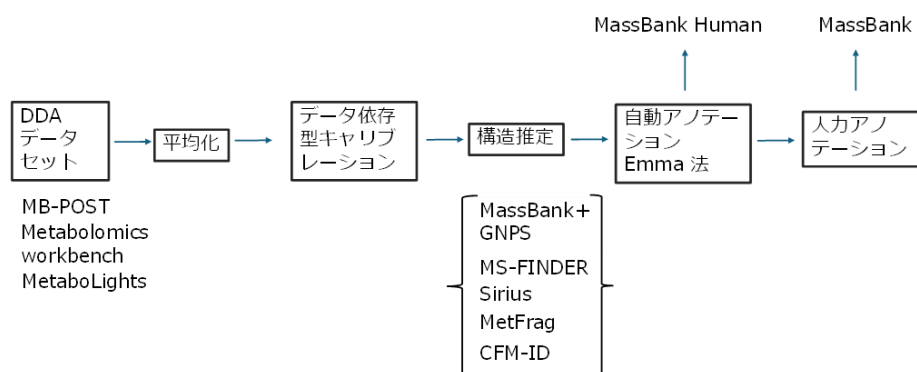 MassBank Human
MassBank
DDA
データ
セット
平均化
データ依存
型キャリブ
レーション
構造推定
自動アノテー
ション
Emma 法
人力アノ
テーション
MB-POST
Metabolomics
workbench
MetaboLights
MassBank+
GNPS
MS-FINDER
Sirius
MetFrag
CFM-ID